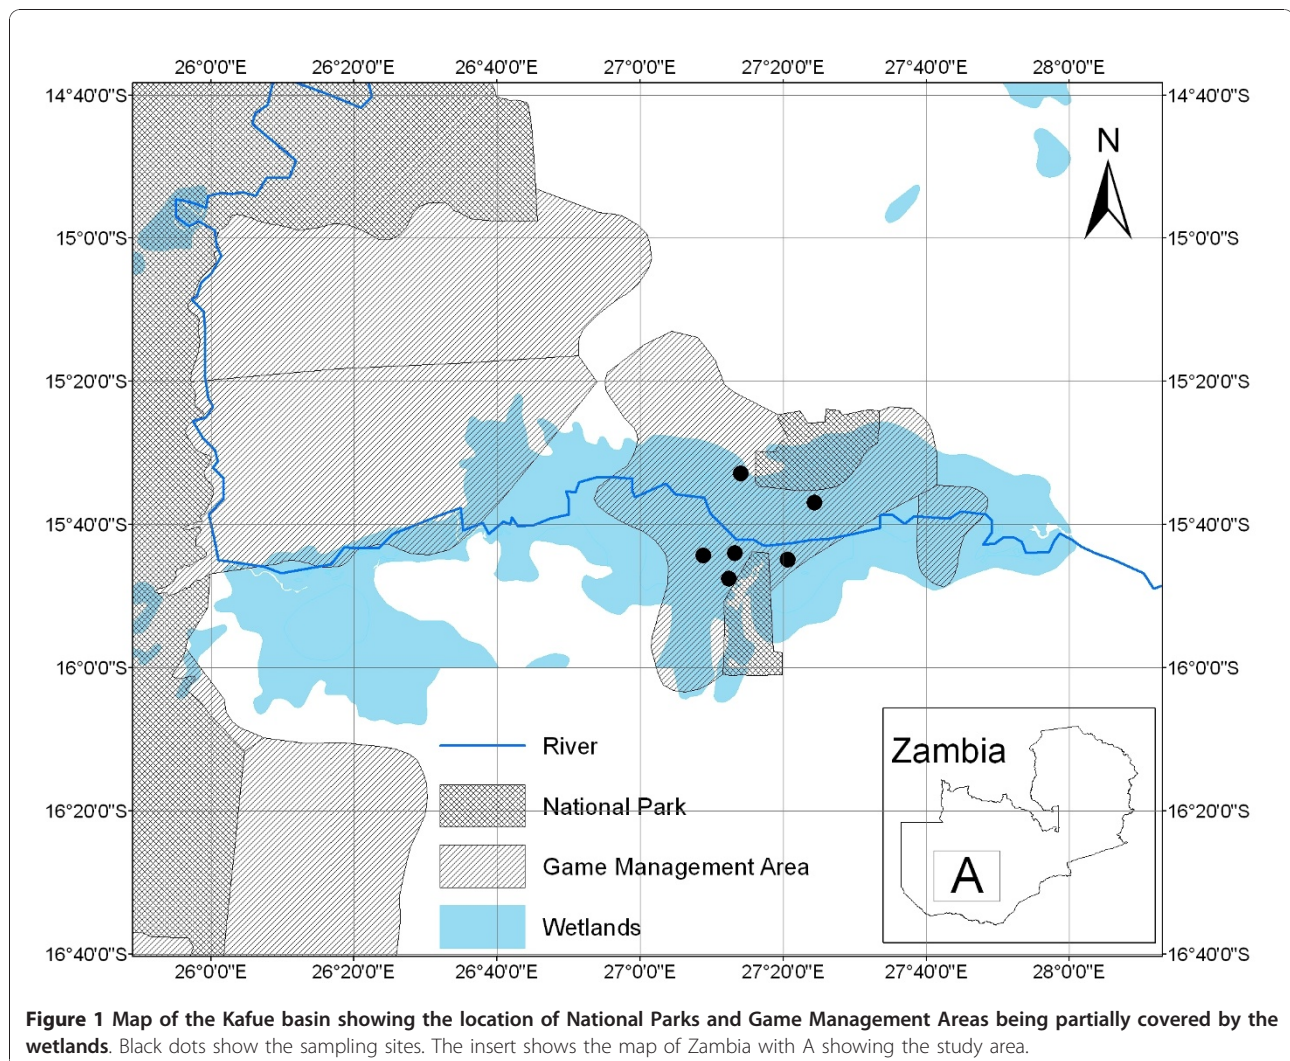 26°0'0"E 26°20'0"E 26°40'0"E 27°0'0"E 27°20'0"E 27°40'0"E 28°0'0"E
14°40'0"S 14°40'0"S
N
15°0'0"S 15°0'0"S
15°20'0"S 15°20'0"S
15°40'0"S 15°40'0"S
16°0'0"S 16°0'0"S
River
Zambia
National Park
16°20'0"S 16°20'0"S
Game Management Area
A
Wetlands
16°40'0"S 16°40'0"S
26°0'0"E 26°20'0"E 26°40'0"E 27°0'0"E 27°20'0"E 27°40'0"E 28°0'0"E
Figure 1 Map of the Kafue basin showing the location of National Parks and Game Management Areas being partially covered by the
wetlands. Black dots show the sampling sites. The insert shows the map of Zambia with A showing the study area.